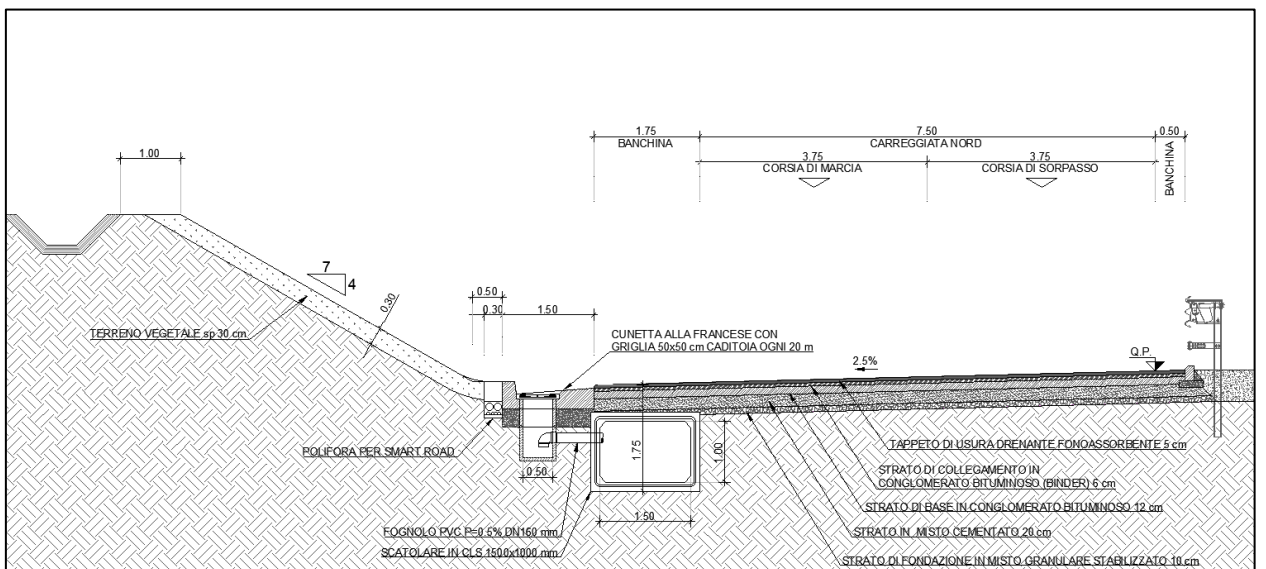 1.75
7.50
0.50
BANCHINA
CARREGGIATA NORD
BANCHINA
1.00
3.75
3.75
CORSIA DI MARCIA
CORSIA DI SORPASSO
7
4
0.50
0.30
1.50
0.30
TERRENO VEGETALE sp 30 cm
CUNETTA ALLA FRANCESE CON
GRIGLIA 50x50 cm CADITOIA OGNI 20 m
2.5%
Q.P.
POLIFORA PER SMART ROAD
0.50
1.75
1.00
1.50
TAPPETO DI USURA DRENANTE FONOASSORBENTE 5 cm
STRATO DI COLLEGAMENTO IN
CONGLOMERATO BITUMINOSO (BINDER) 6 cm
STRATO DI BASE IN CONGLOMERATO BITUMINOSO 12 cm
FOGNOLO PVC P=0.5% DN160 mm
STRATO IN MISTO CEMENTATO 20 cm
SCATOLARE IN CLS 1500x1000 mm
STRATO DI FONDAZIONE IN MISTO GRANULARE STABILIZZATO 10 cm